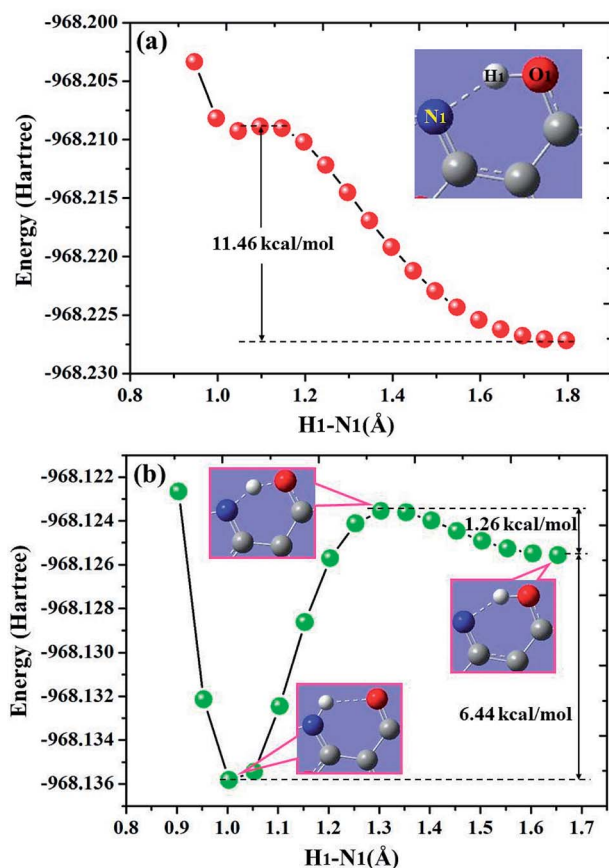 (a)
-968.200
-968.205
-968.210
-968.215
-968.220
-968.225
-968.230
Energy (Hartree)
H1
O1
N1
11.46 kcal/mol
0.8 1.0 1.2 1.4 1.6 1.8
H1-N1(Å)
(b)
-968.122
-968.124
-968.126
-968.128
-968.130
-968.132
-968.134
-968.136
Energy (Hartree)
1.26 kcal/mol
6.44 kcal/mol
0.8 0.9 1.0 1.1 1.2 1.3 1.4 1.5 1.6 1.7
H1-N1(Å)